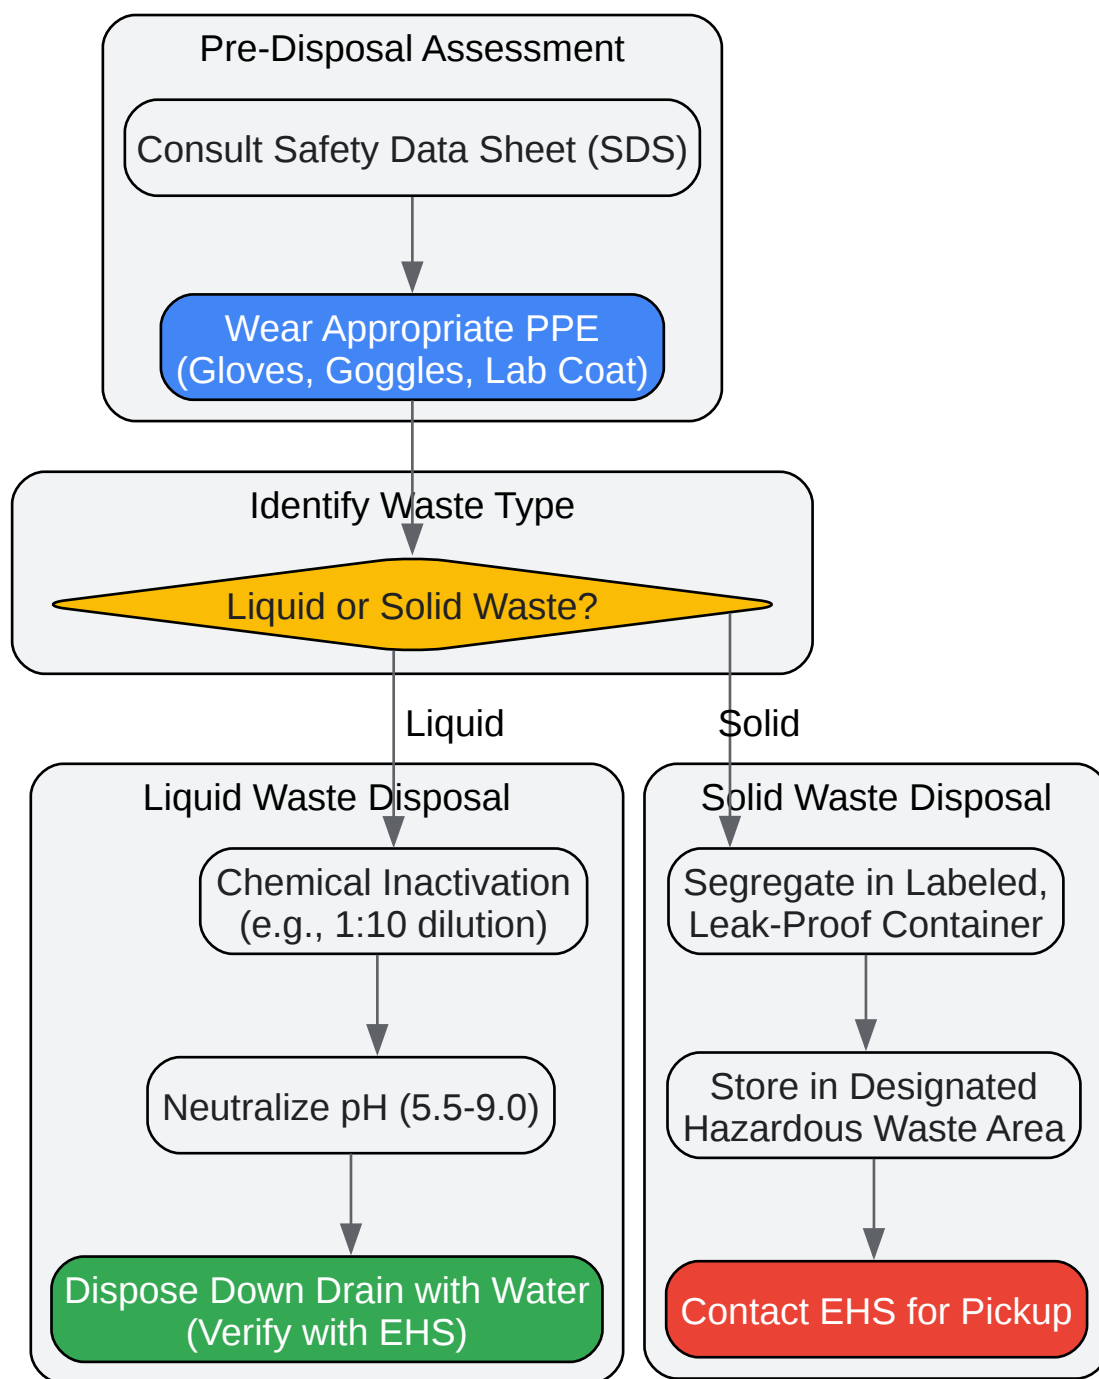 Pre-Disposal Assessment
Consult Safety Data Sheet (SDS)
Wear Appropriate PPE
(Gloves, Goggles, Lab Coat)
Identify Waste Type
Liquid or Solid Waste?
Liquid
Solid
Liquid Waste Disposal
Chemical Inactivation
(e.g., 1:10 dilution)
Neutralize pH (5.5-9.0)
Dispose Down Drain with Water
(Verify with EHS)
Solid Waste Disposal
Segregate in Labeled,
Leak-Proof Container
Store in Designated
Hazardous Waste Area
Contact EHS for Pickup